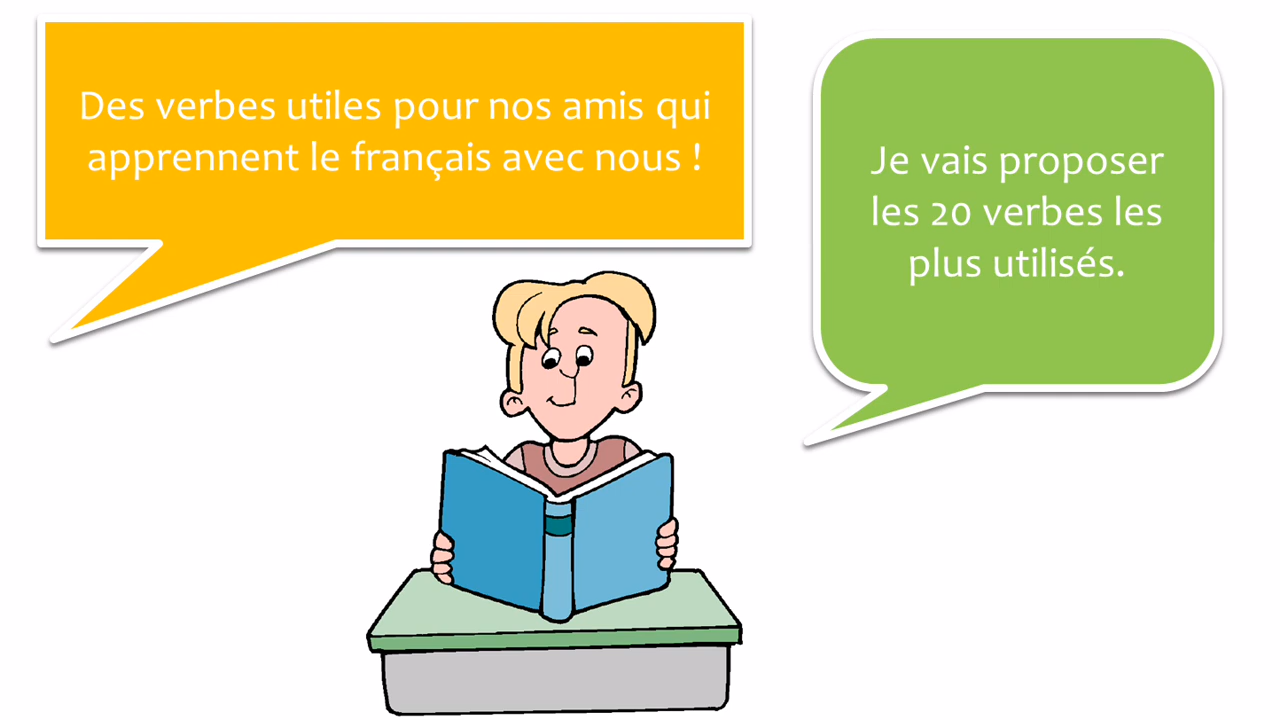 Des verbes utiles pour nos amis qui
apprennent le français avec nous !
Je vais proposer
les 20 verbes les
plus utilisés.